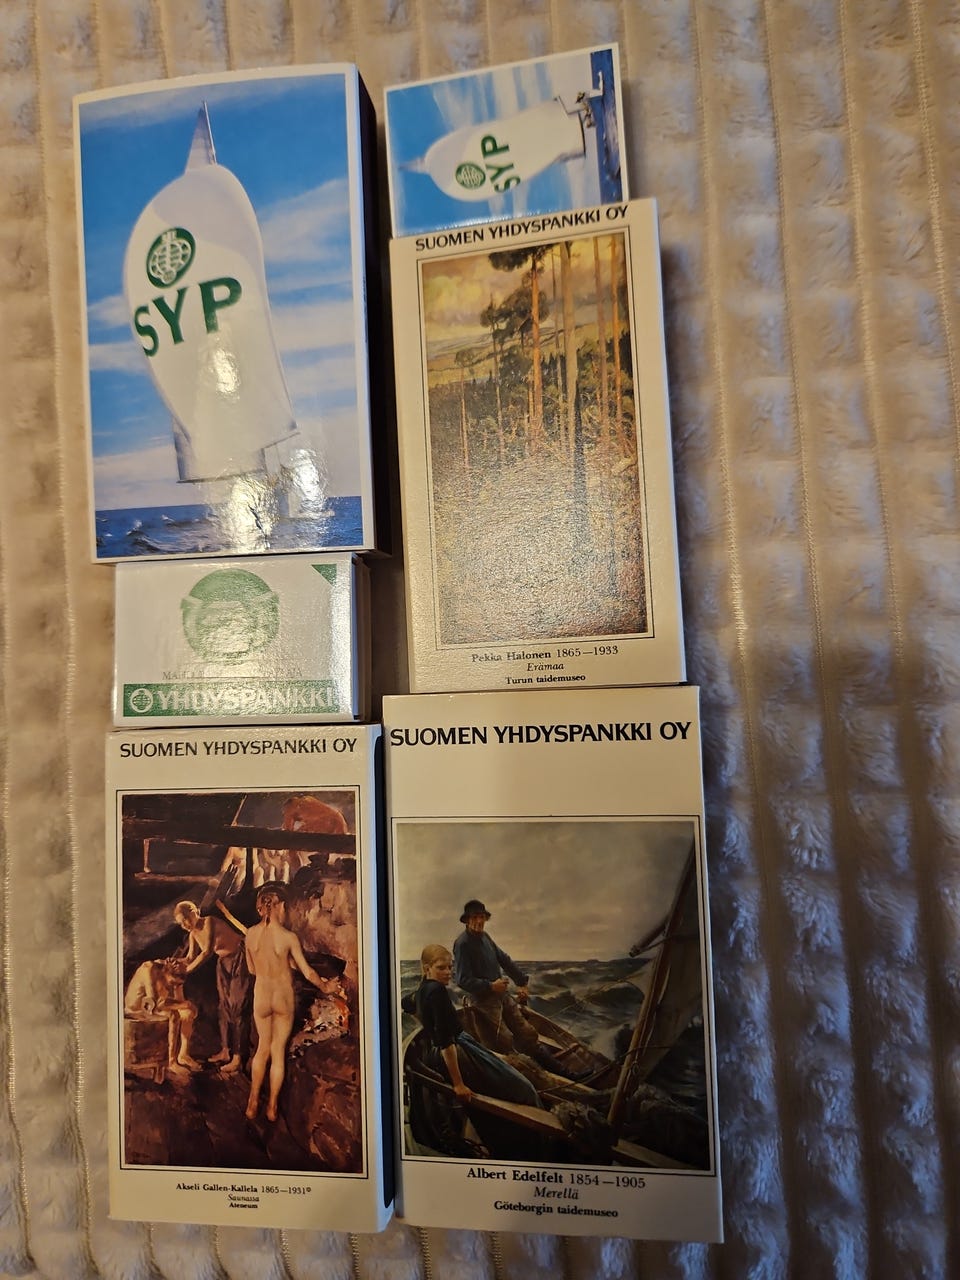 SYP
SYP
SUOMEN YHDYSPANKKI OY
Pekka Halonen 1865—1933
Erämaa
Turun taidemuseo
YHDYSPANKKI
SUOMEN YHDYSPANKKI OY
Akseli Gallen-Kallela 1865—1931
Saunassa
Ateneum
SUOMEN YHDYSPANKKI OY
Albert Edelfelt 1854—1905
Merellä
Göteborgin taidemuseo